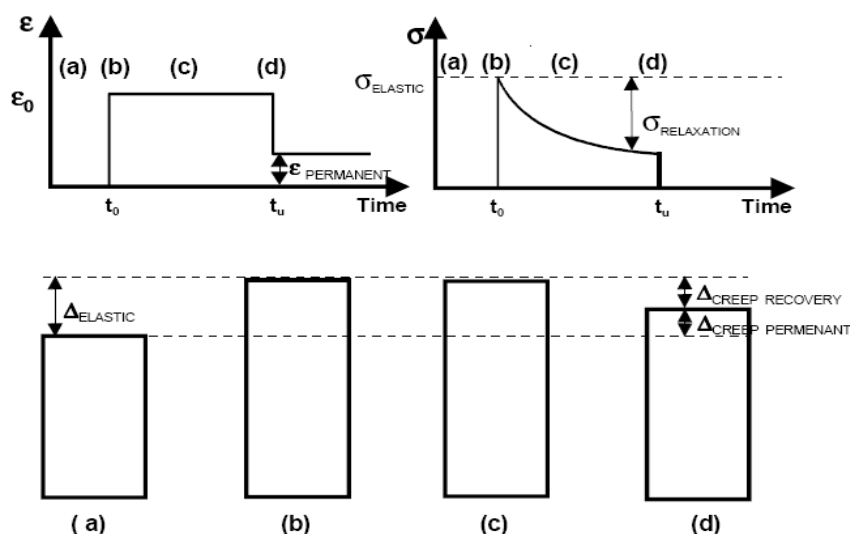 ε
(a) (b) (c) (d)
ε₀
ε PERMANENT
t₀ tᵤ Time
σ
(a) (b) (c) (d)
σELASTIC
σRELAXATION
t₀ tᵤ Time
ΔELASTIC
ΔCREEP RECOVERY
ΔCREEP PERMENANT
( a) (b) (c) (d)